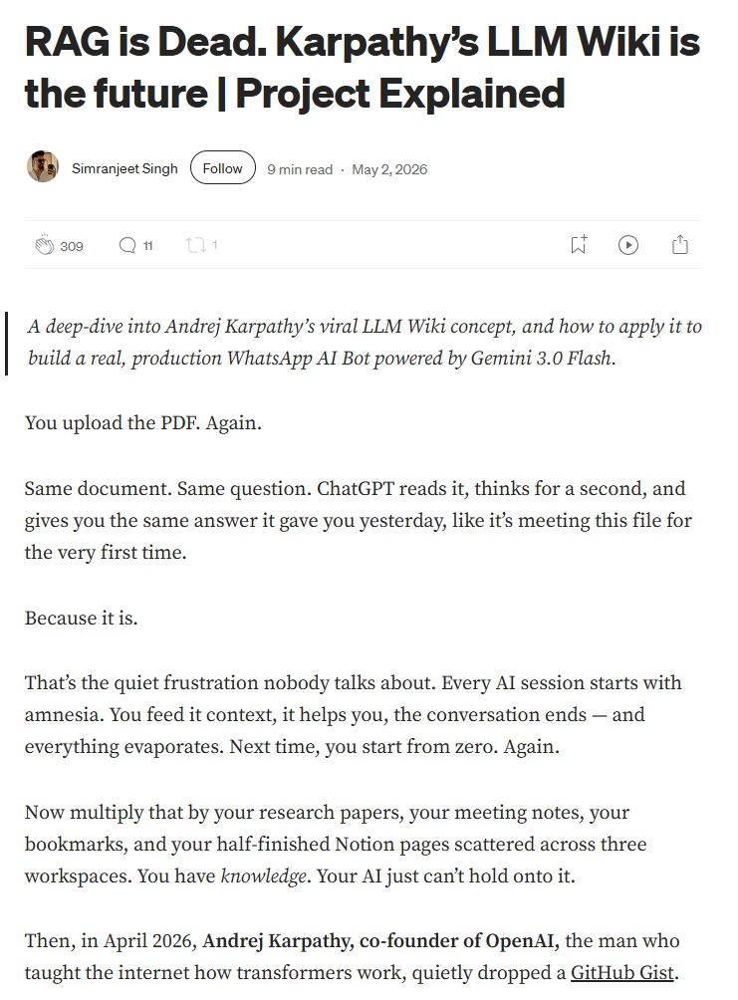 RAG is Dead. Karpathy’s LLM Wiki is
the future | Project Explained
Simranjeet Singh Follow 9 min read · May 2, 2026
309 11 1
A deep-dive into Andrej Karpathy’s viral LLM Wiki concept, and how to apply it to
build a real, production WhatsApp AI Bot powered by Gemini 3.0 Flash.
You upload the PDF. Again.
Same document. Same question. ChatGPT reads it, thinks for a second, and
gives you the same answer it gave you yesterday, like it’s meeting this file for
the very first time.
Because it is.
That’s the quiet frustration nobody talks about. Every AI session starts with
amnesia. You feed it context, it helps you, the conversation ends — and
everything evaporates. Next time, you start from zero. Again.
Now multiply that by your research papers, your meeting notes, your
bookmarks, and your half-finished Notion pages scattered across three
workspaces. You have knowledge. Your AI just can’t hold onto it.
Then, in April 2026, Andrej Karpathy, co-founder of OpenAI, the man who
taught the internet how transformers work, quietly dropped a GitHub Gist.